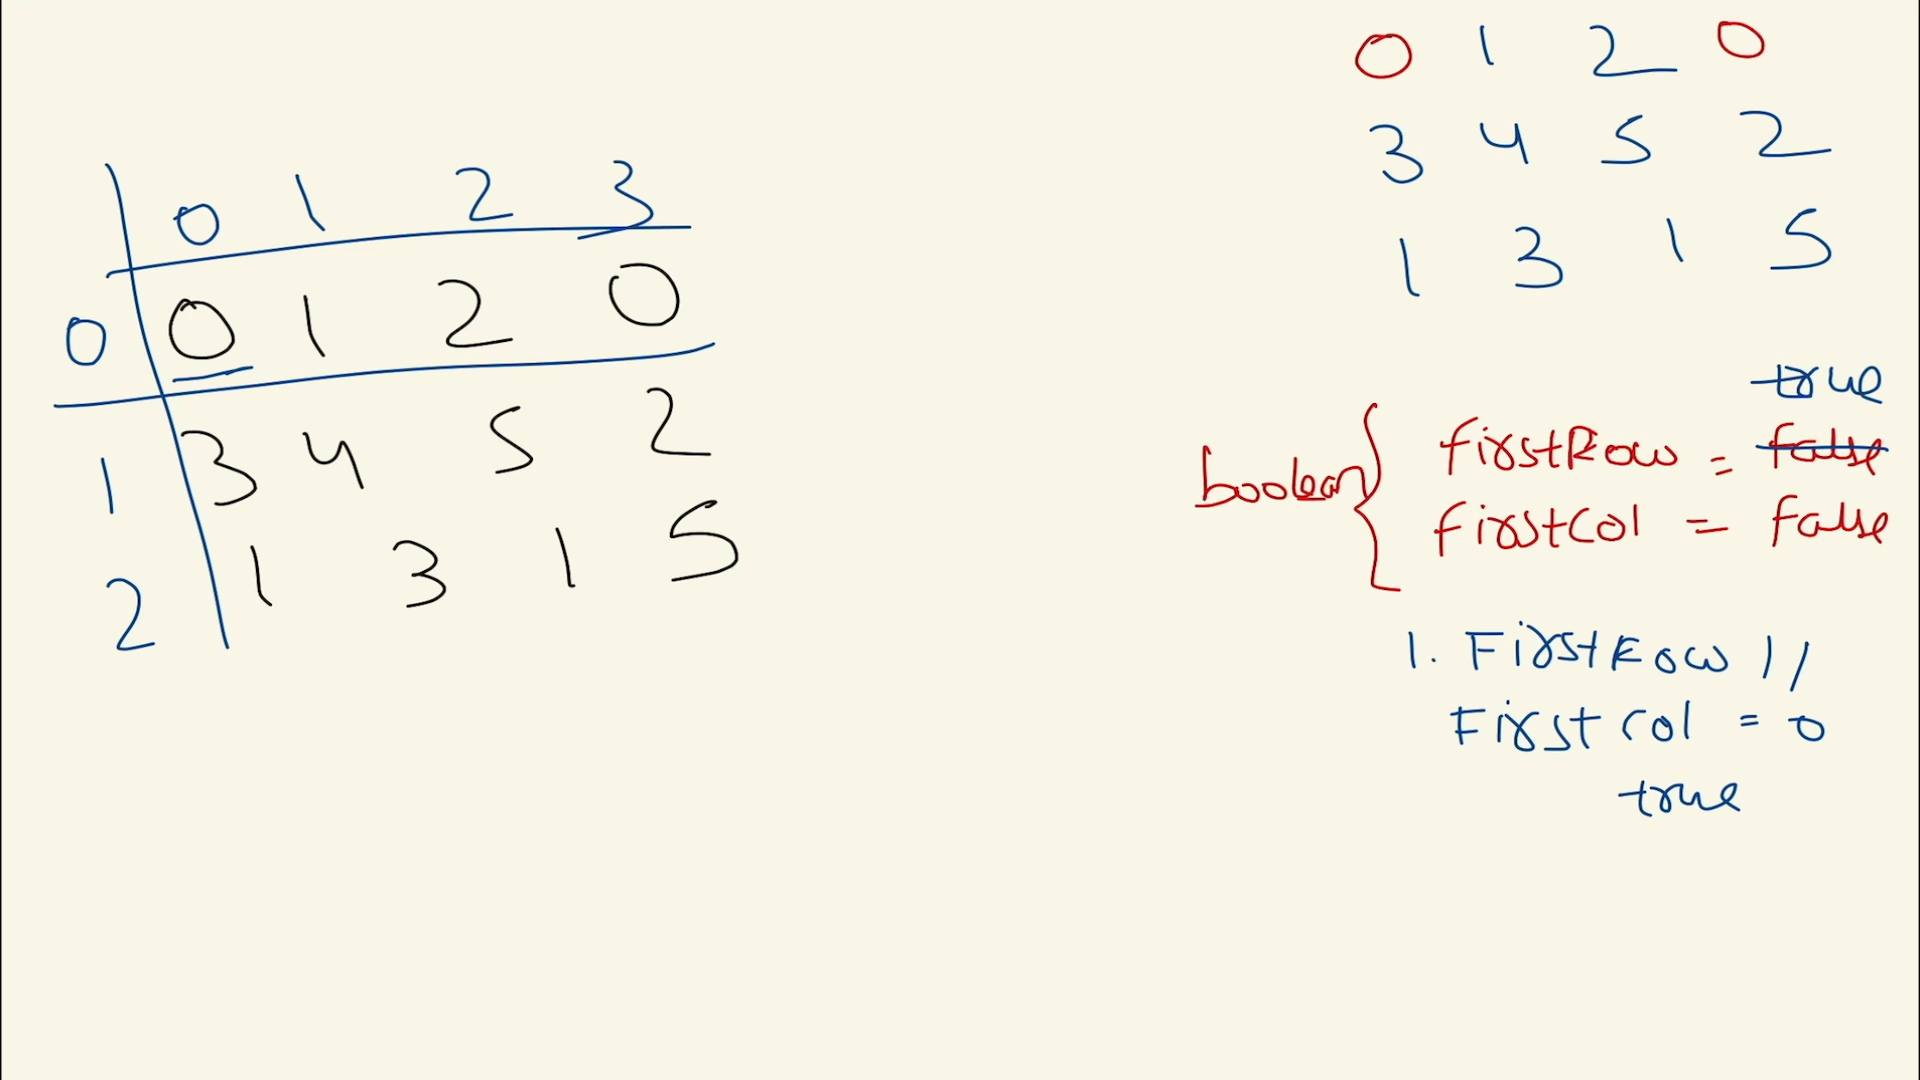 0 1 2 3
0 0 1 2 0
1 3 4 5 2
2 1 3 1 5
0 1 2 0
3 4 5 2
1 3 1 5
true
boolean { firstRow = false
firstCol = false
1. FirstRow ||
First Col = 0
true